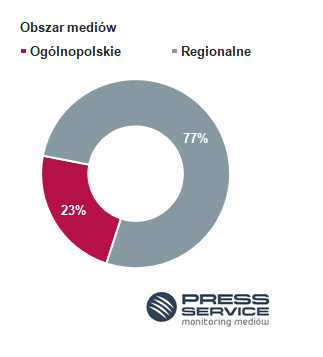 Obszar mediów
Ogólnopolskie Regionalne
77%
23%
PRESS
SERVICE
monitoring mediów